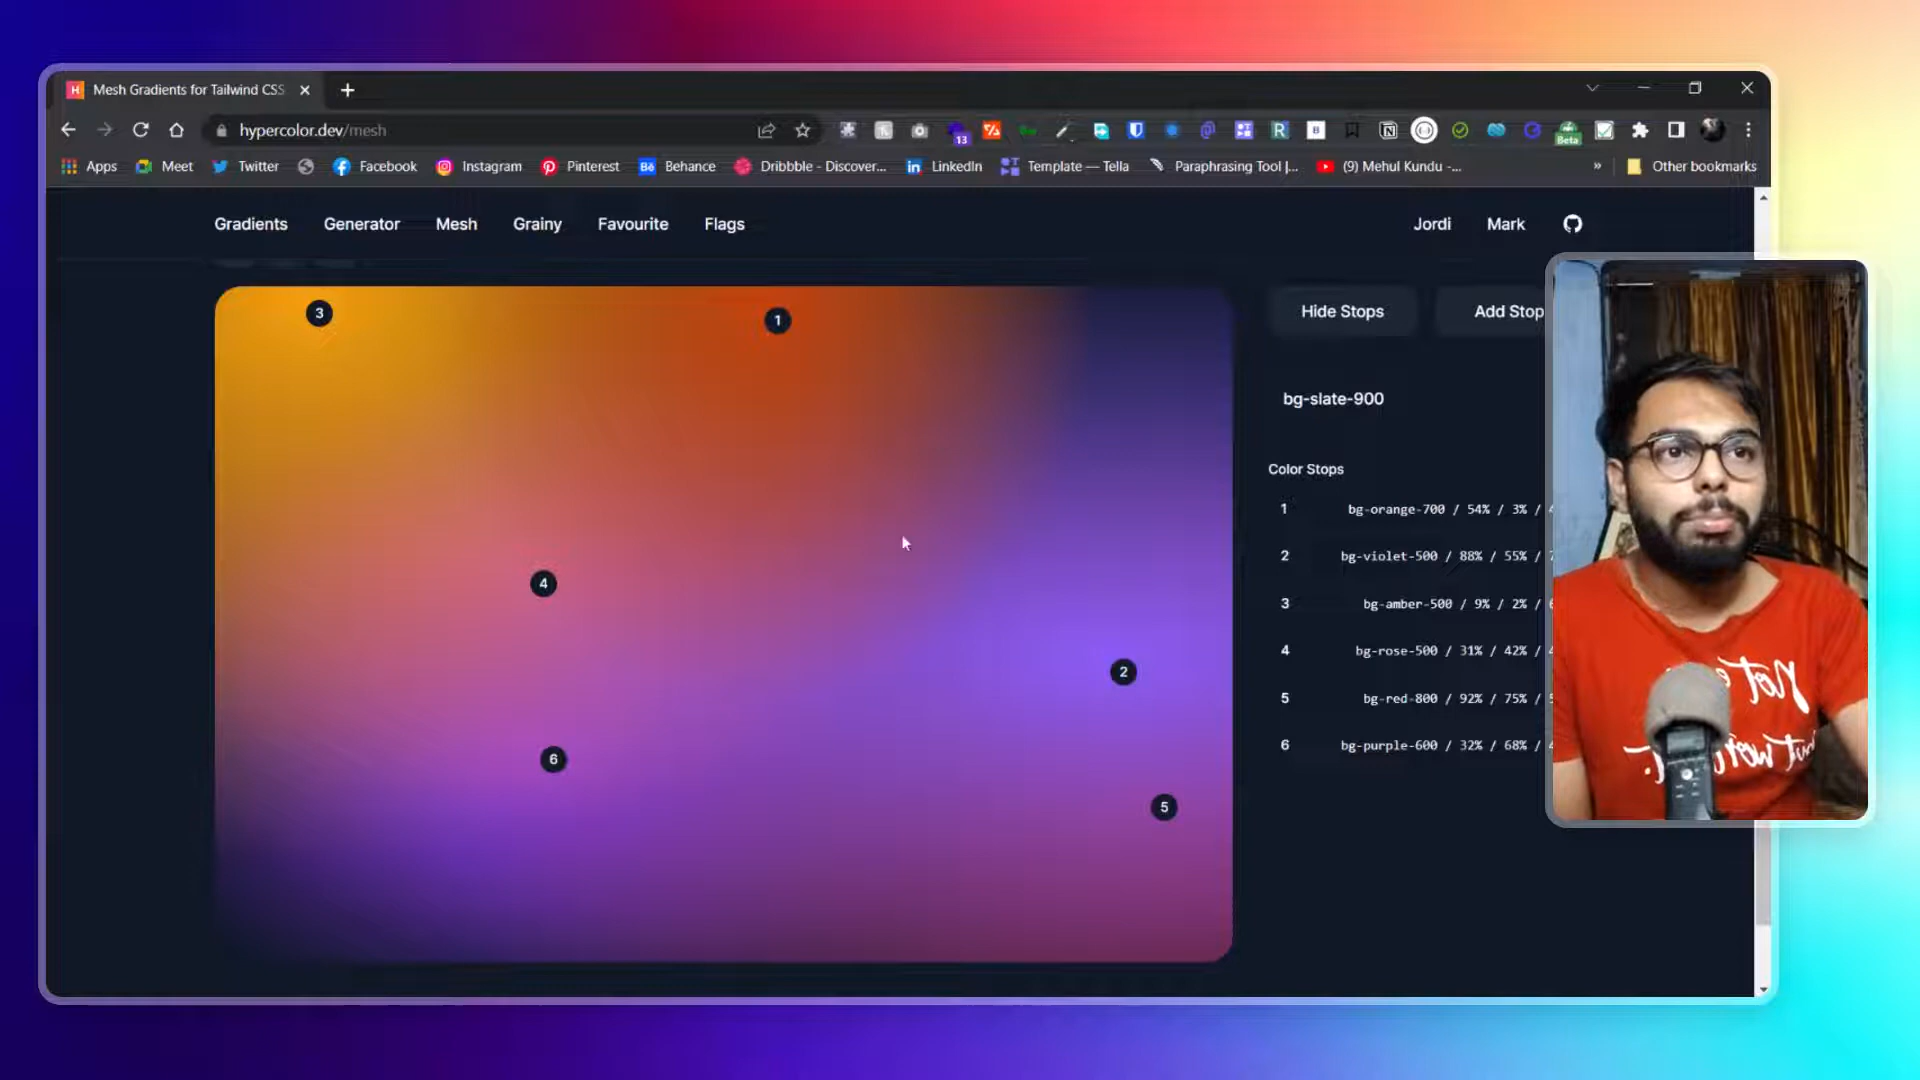 Mesh Gradients for Tailwind CSS
hypercolor.dev/mesh
13
Beta
Apps
Meet
Twitter
Facebook
Instagram
Pinterest
Behance
Dribbble - Discover...
LinkedIn
Template — Tella
Paraphrasing Tool |...
(9) Mehul Kundu -...
»
Other bookmarks
Gradients
Generator
Mesh
Grainy
Favourite
Flags
Jordi
Mark
3
1
4
2
6
5
Hide Stops
Add Stop
bg-slate-900
Color Stops
1 bg-orange-700 / 54% / 3% /
2 bg-violet-500 / 88% / 55% /
3 bg-amber-500 / 9% / 2% /
4 bg-rose-500 / 31% / 42% /
5 bg-red-800 / 92% / 75% /
6 bg-purple-600 / 32% / 68% /